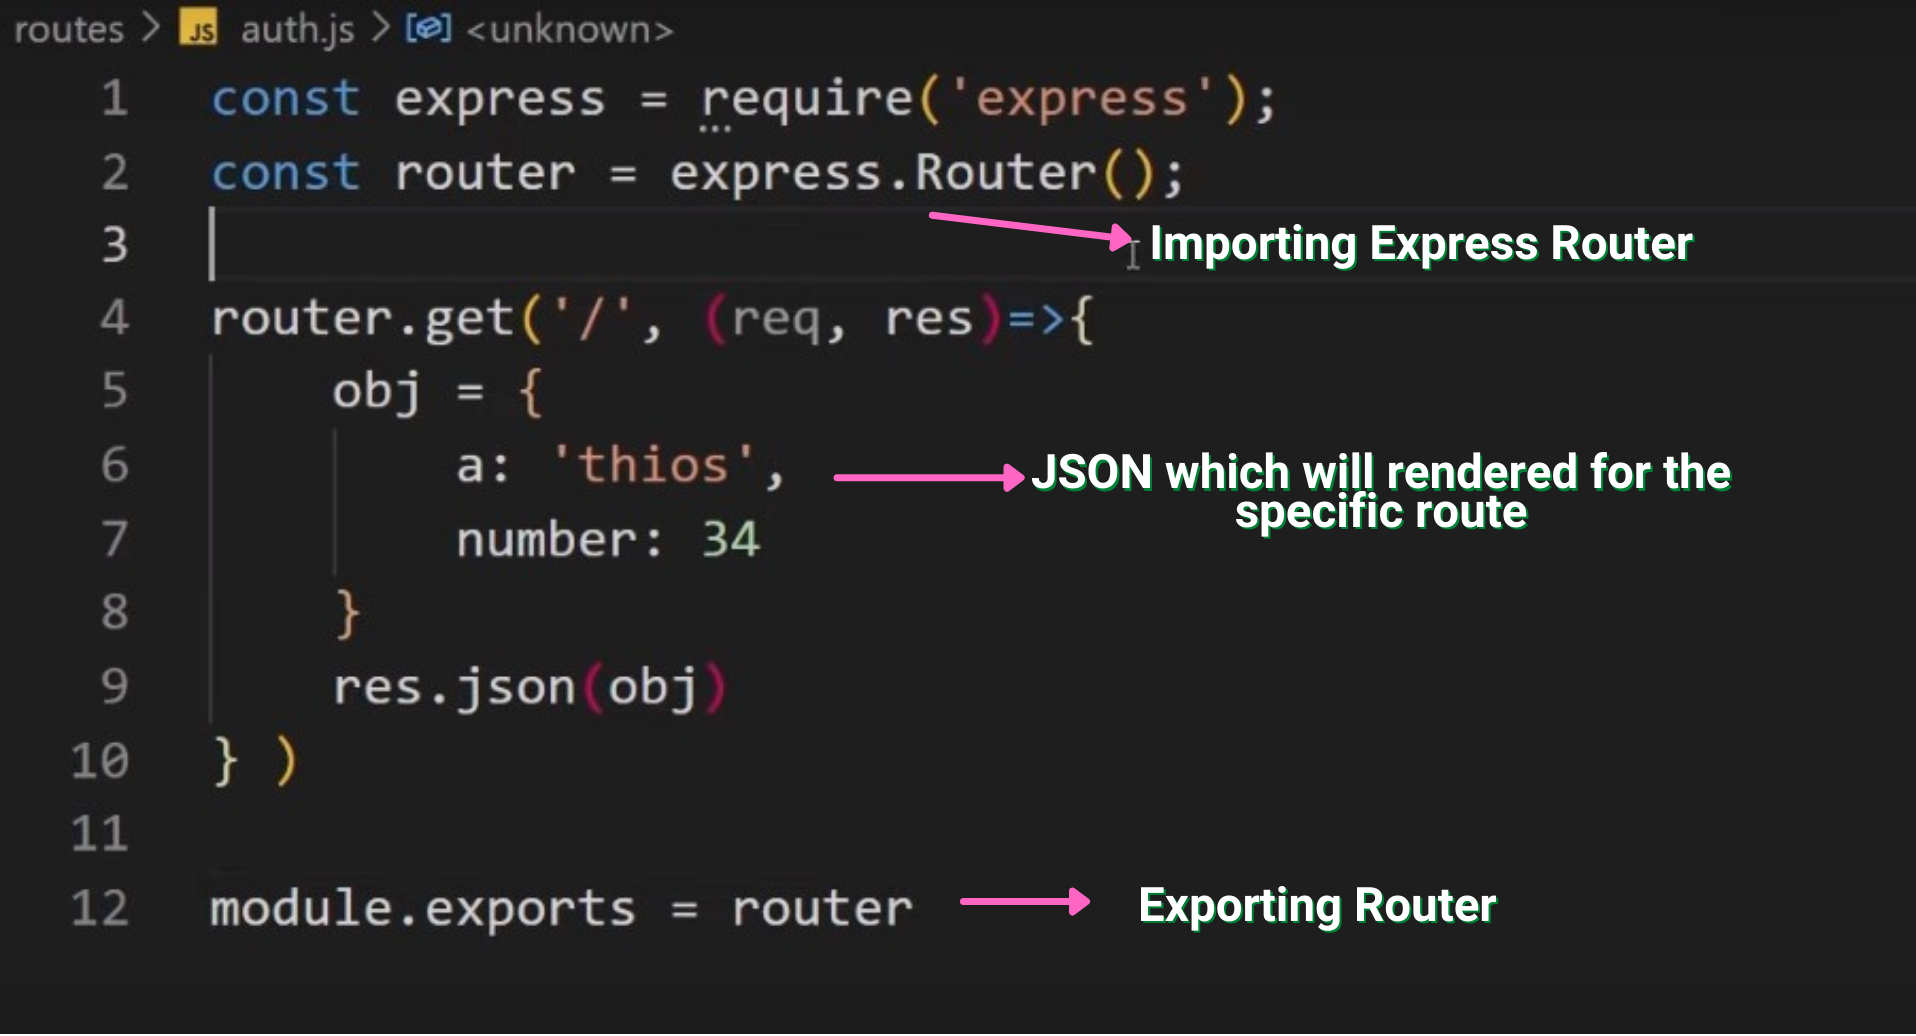 routes > JS auth.js > <unknown>
1 const express = require('express');
2 const router = express.Router();
3
Importing Express Router
4 router.get('/', (req, res)=>{
5 obj = {
6 a: 'thios',
JSON which will rendered for the
specific route
7 number: 34
8 }
9 res.json(obj)
10 } )
11
12 module.exports = router
Exporting Router